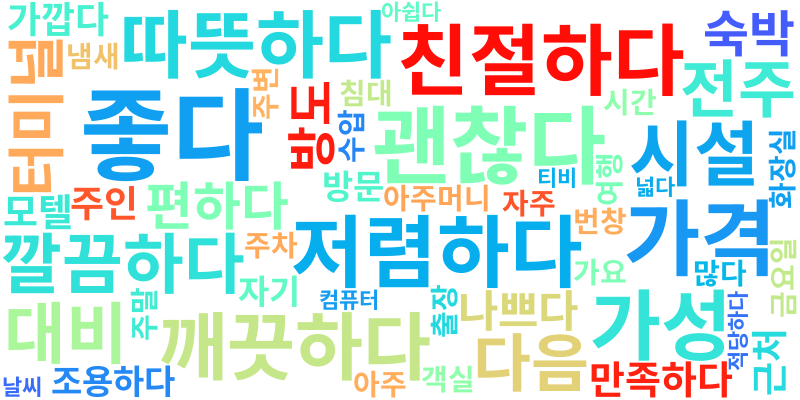 가깝다
따뜻하다
아쉽다
친절하다
숙박
터미널
냄새
주변
방도
침대
수압
시간
전주
좋다
괜찮다
시설
화장실
모텔
주인
편하다
방문
아주머니
티비
자주
여행
넓다
번창
가격
깔끔하다
주차
저렴하다
가요
많다
금요일
대비
주말
자기
컴퓨터
출장
나쁘다
가성
적당하다
근처
깨끗하다
다음
날씨
조용하다
아주
객실
만족하다